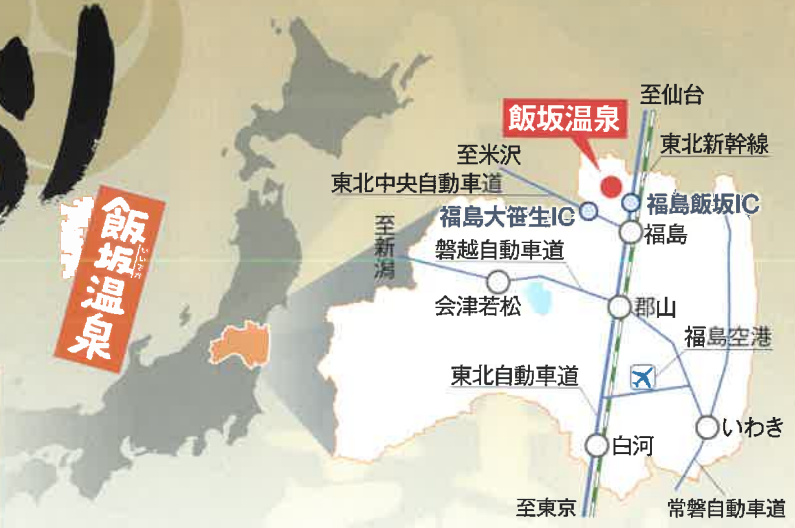 飯坂温泉
飯坂温泉
至仙台
東北新幹線
至米沢
東北中央自動車道
福島大笹生IC
福島飯坂IC
福島
至新潟
磐越自動車道
会津若松
郡山
福島空港
東北自動車道
いわき
白河
至東京
常磐自動車道